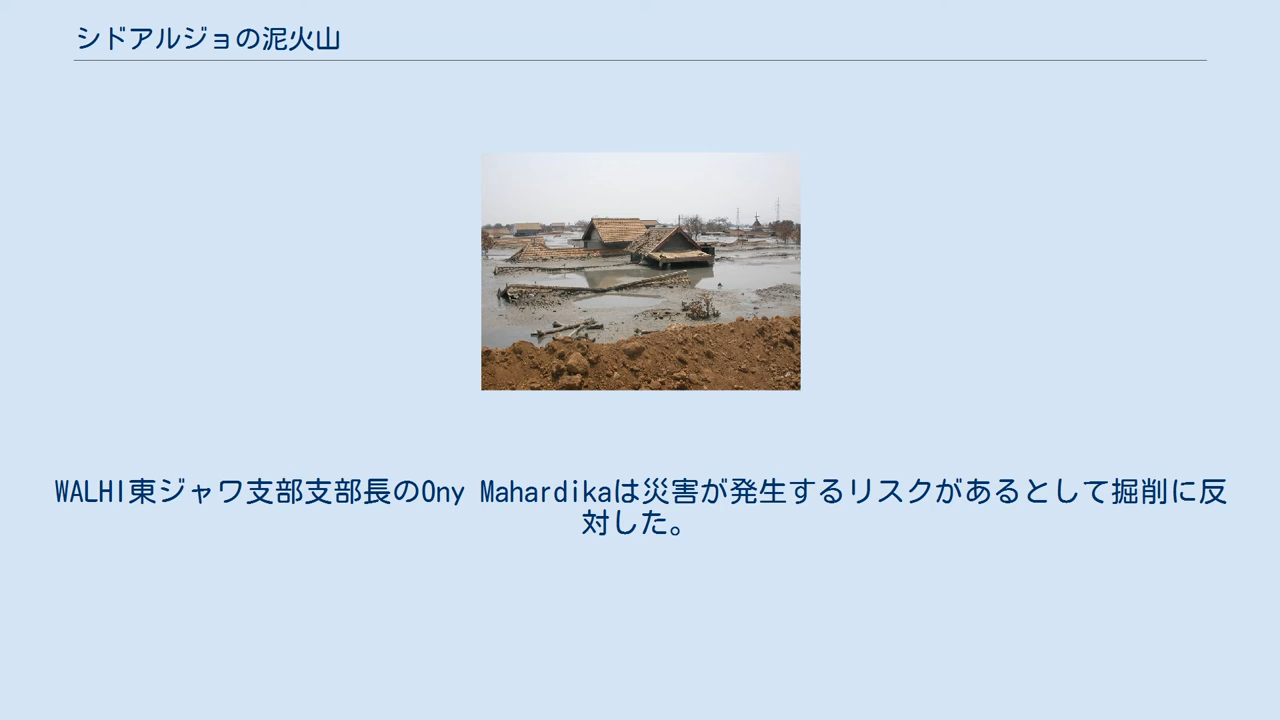 シドアルジョの泥火山
WALHI東ジャワ支部支部長のOny Mahardikaは災害が発生するリスクがあるとして掘削に反
対した。